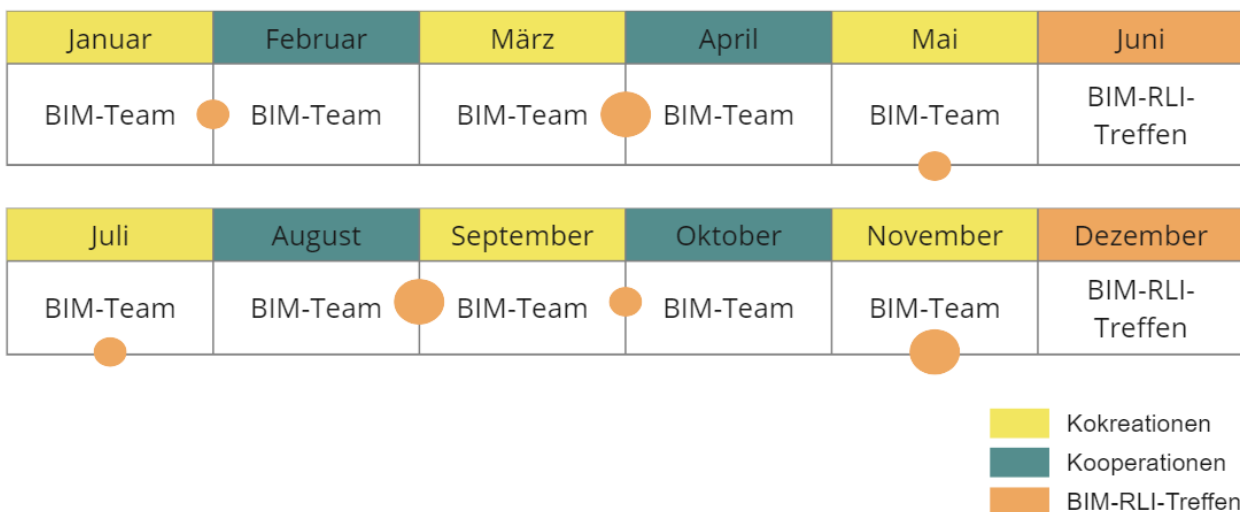 Januar Februar März April Mai Juni
BIM-Team BIM-Team BIM-Team BIM-Team BIM-Team BIM-RLI-
Treffen
Juli August September Oktober November Dezember
BIM-Team BIM-Team BIM-Team BIM-Team BIM-Team BIM-RLI-
Treffen
Kokreationen
Kooperationen
BIM-RLI-Treffen